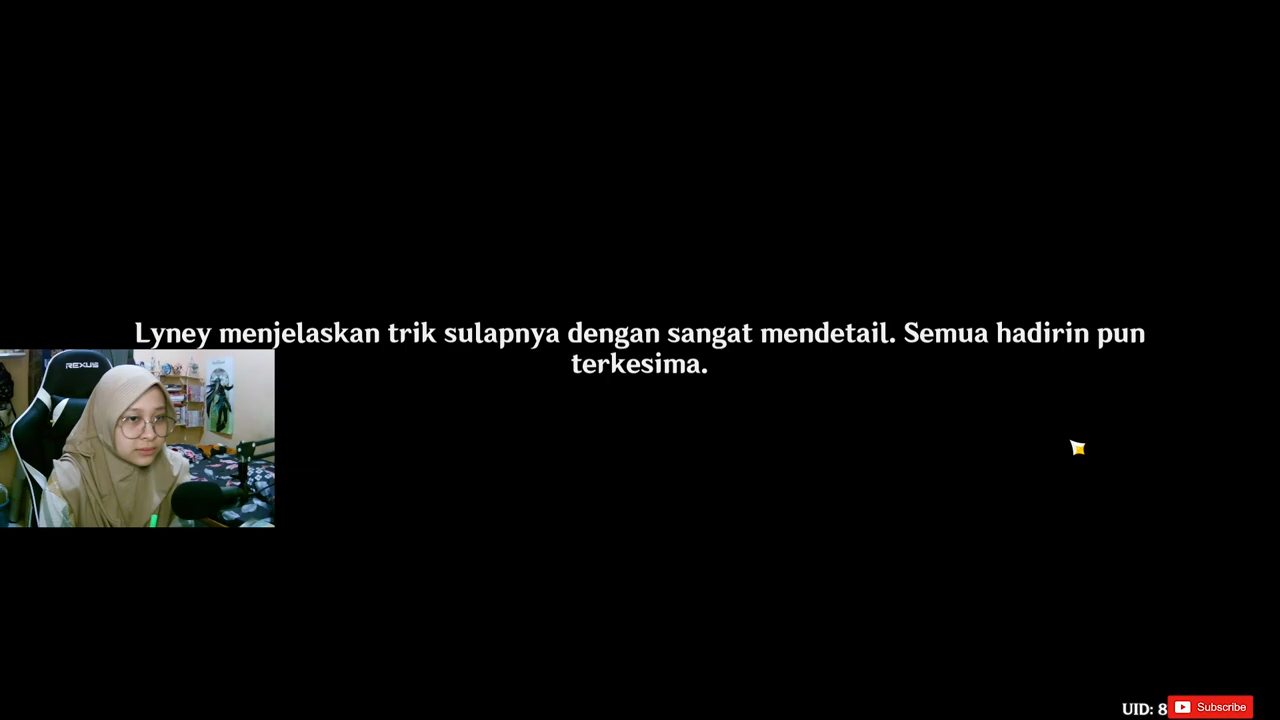 Lyney menjelaskan trik sulapnya dengan sangat mendetail. Semua hadirin pun
terkesima.
REXUS
UID: 8
Subscribe